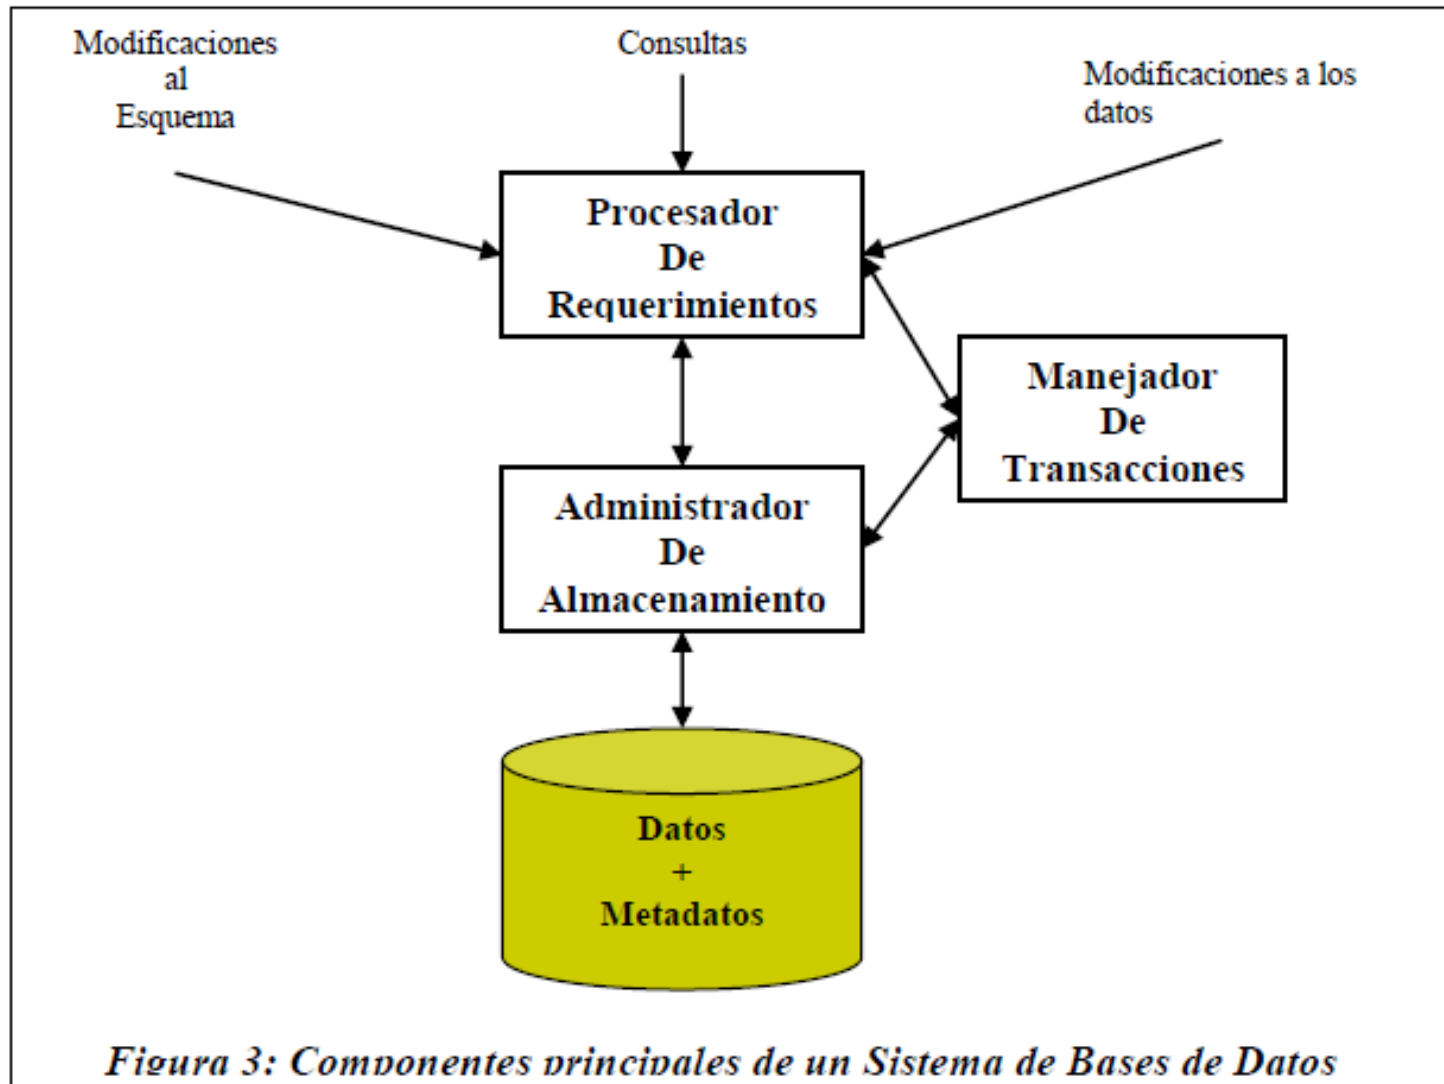 Modificaciones
al
Esquema
Consultas
Modificaciones a los
datos
Procesador
De
Requerimientos
Manejador
De
Transacciones
Administrador
De
Almacenamiento
Datos
+
Metadatos
Figura 3: Componentes principales de un Sistema de Bases de Datos